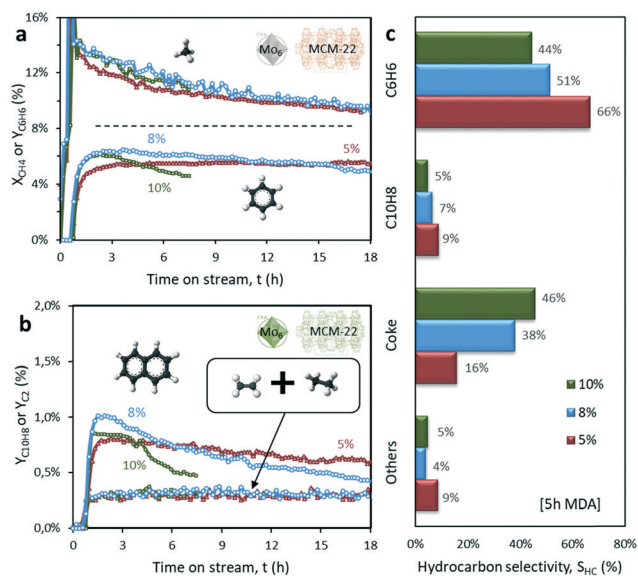 a
Mo6
MCM-22
16%
12%
8%
4%
0%
XCH4 or YC6H6 (%)
8%
5%
10%
0 3 6 9 12 15 18
Time on stream, t (h)
b
Mo6
MCM-22
2,0%
1,5%
1,0%
0,5%
0,0%
YC10H8 or YC2 (%)
8%
5%
10%
+
0 3 6 9 12 15 18
Time on stream, t (h)
c
C6H6
44%
51%
66%
C10H8
5%
7%
9%
Coke
46%
38%
16%
Others
5%
4%
9%
10%
8%
5%
[5h MDA]
0% 20% 40% 60% 80%
Hydrocarbon selectivity, SHC (%)